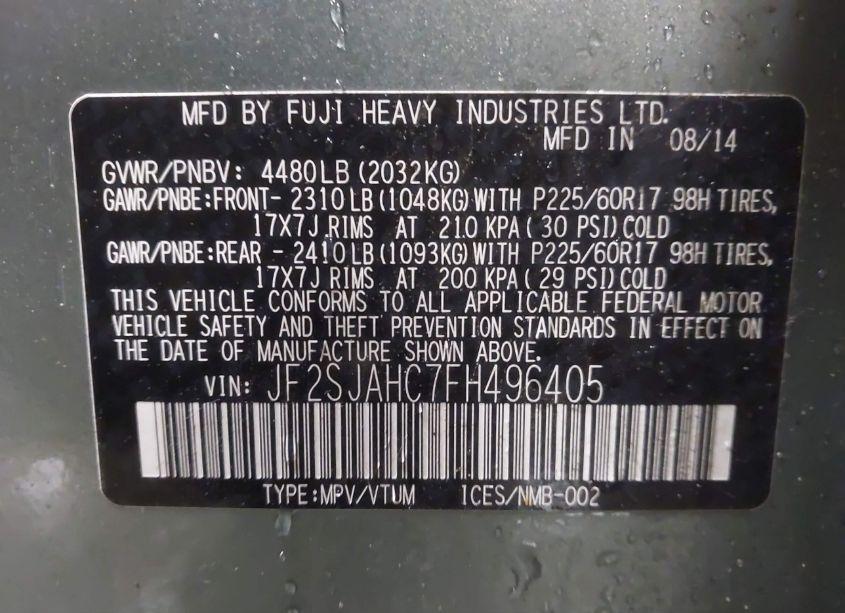 MFD BY FUJI HEAVY INDUSTRIES LTD.
MFD IN 08/14
GVWR/PNBV: 4480LB (2032KG)
GAWR/PNBE:FRONT- 2310LB (1048KG) WITH P225/60R17 98H TIRES,
17X7J RIMS AT 210 KPA (30 PSI) COLD
GAWR/PNBE:REAR - 2410LB (1093KG) WITH P225/60R17 98H TIRES,
17X7J RIMS AT 200 KPA (29 PSI) COLD
THIS VEHICLE CONFORMS TO ALL APPLICABLE FEDERAL MOTOR
VEHICLE SAFETY AND THEFT PREVENTION STANDARDS IN EFFECT ON
THE DATE OF MANUFACTURE SHOWN ABOVE.
VIN: JF2SJAHC7FH496405
TYPE:MPV/VTUM ICES/NMB-002